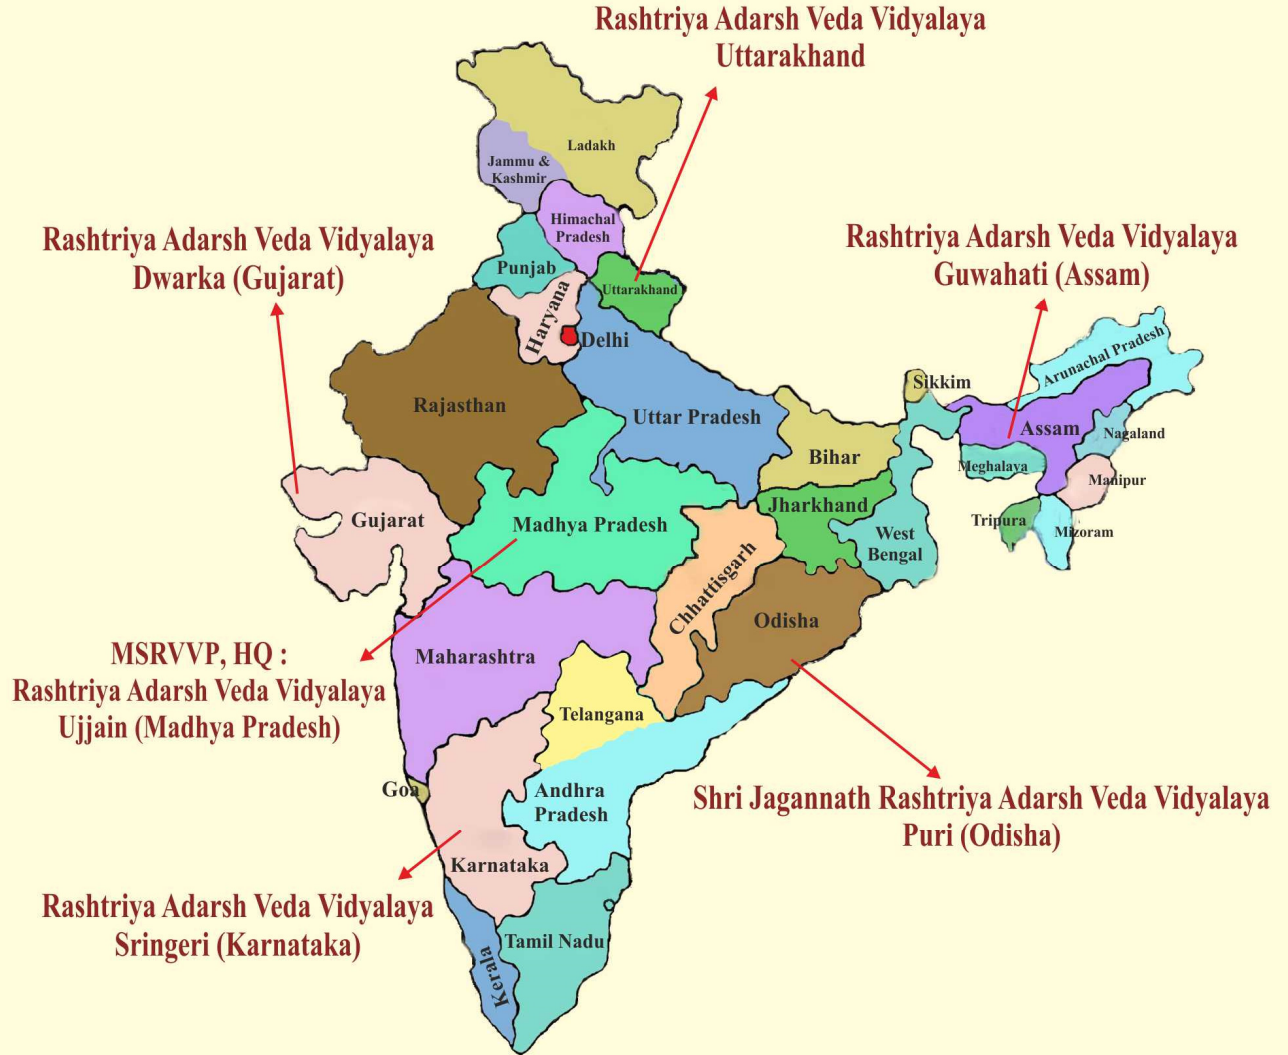 Rashtriya Adarsh Veda Vidyalaya
Uttarakhand
Ladakh
Jammu &
Kashmir
Himachal
Pradesh
Rashtriya Adarsh Veda Vidyalaya
Dwarka (Gujarat)
Rashtriya Adarsh Veda Vidyalaya
Guwahati (Assam)
Punjab
Uttarakhand
Haryana
Delhi
Arunachal Pradesh
Sikkim
Rajasthan
Uttar Pradesh
Assam
Nagaland
Bihar
Meghalaya
Manipur
Jharkhand
Gujarat
Madhya Pradesh
Tripura
Mizoram
West
Bengal
Chhattisgarh
Odisha
Maharashtra
MSRVVP, HQ :
Rashtriya Adarsh Veda Vidyalaya
Ujjain (Madhya Pradesh)
Telangana
Goa
Andhra
Pradesh
Shri Jagannath Rashtriya Adarsh Veda Vidyalaya
Puri (Odisha)
Karnataka
Rashtriya Adarsh Veda Vidyalaya
Sringeri (Karnataka)
Tamil Nadu
Kerala